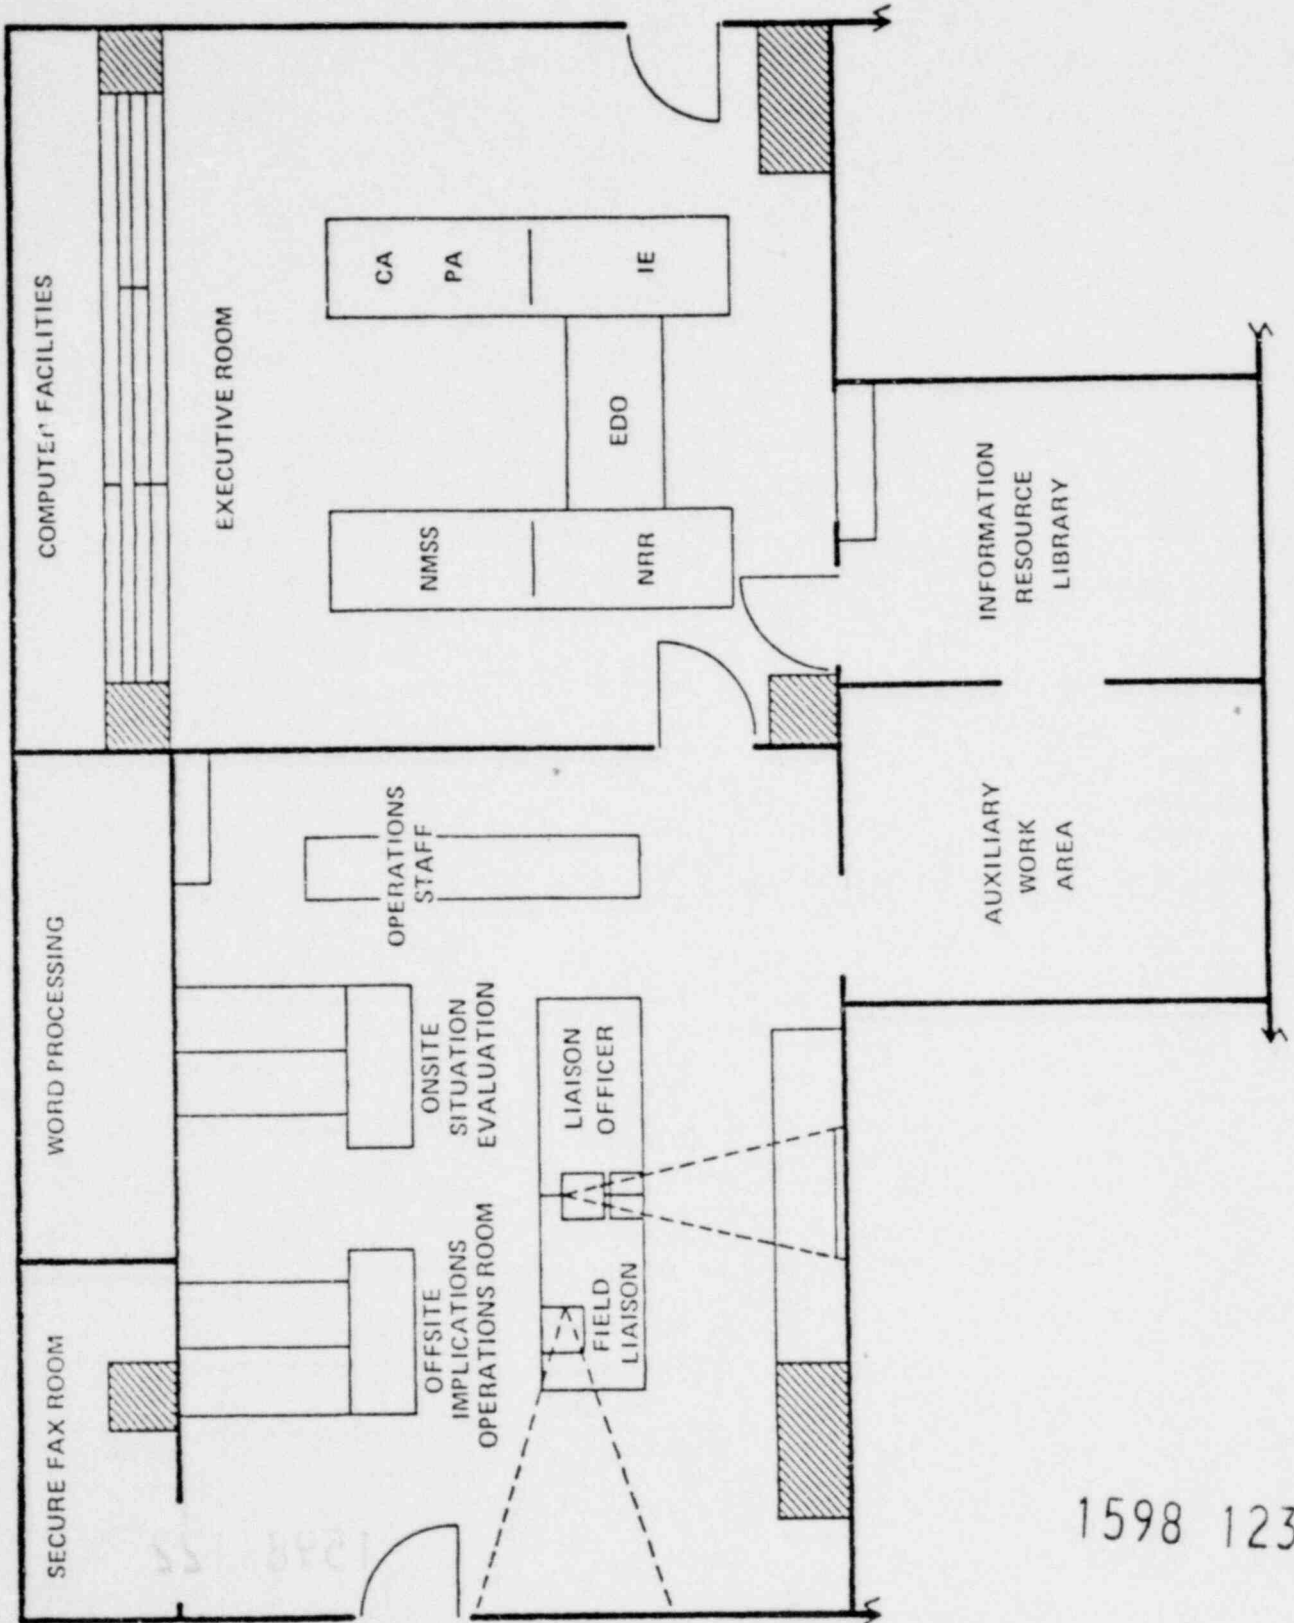 SECURE FAX ROOM
WORD PROCESSING
COMPUTER FACILITIES
EXECUTIVE ROOM
OFFSITE
IMPLICATIONS
OPERATIONS ROOM
ONSITE
SITUATION
EVALUATION
OPERATIONS
STAFF
NMSS
NRR
EDO
CA
PA
IE
FIELD
LIAISON
LIAISON
OFFICER
AUXILIARY
WORK
AREA
INFORMATION
RESOURCE
LIBRARY
1598 123